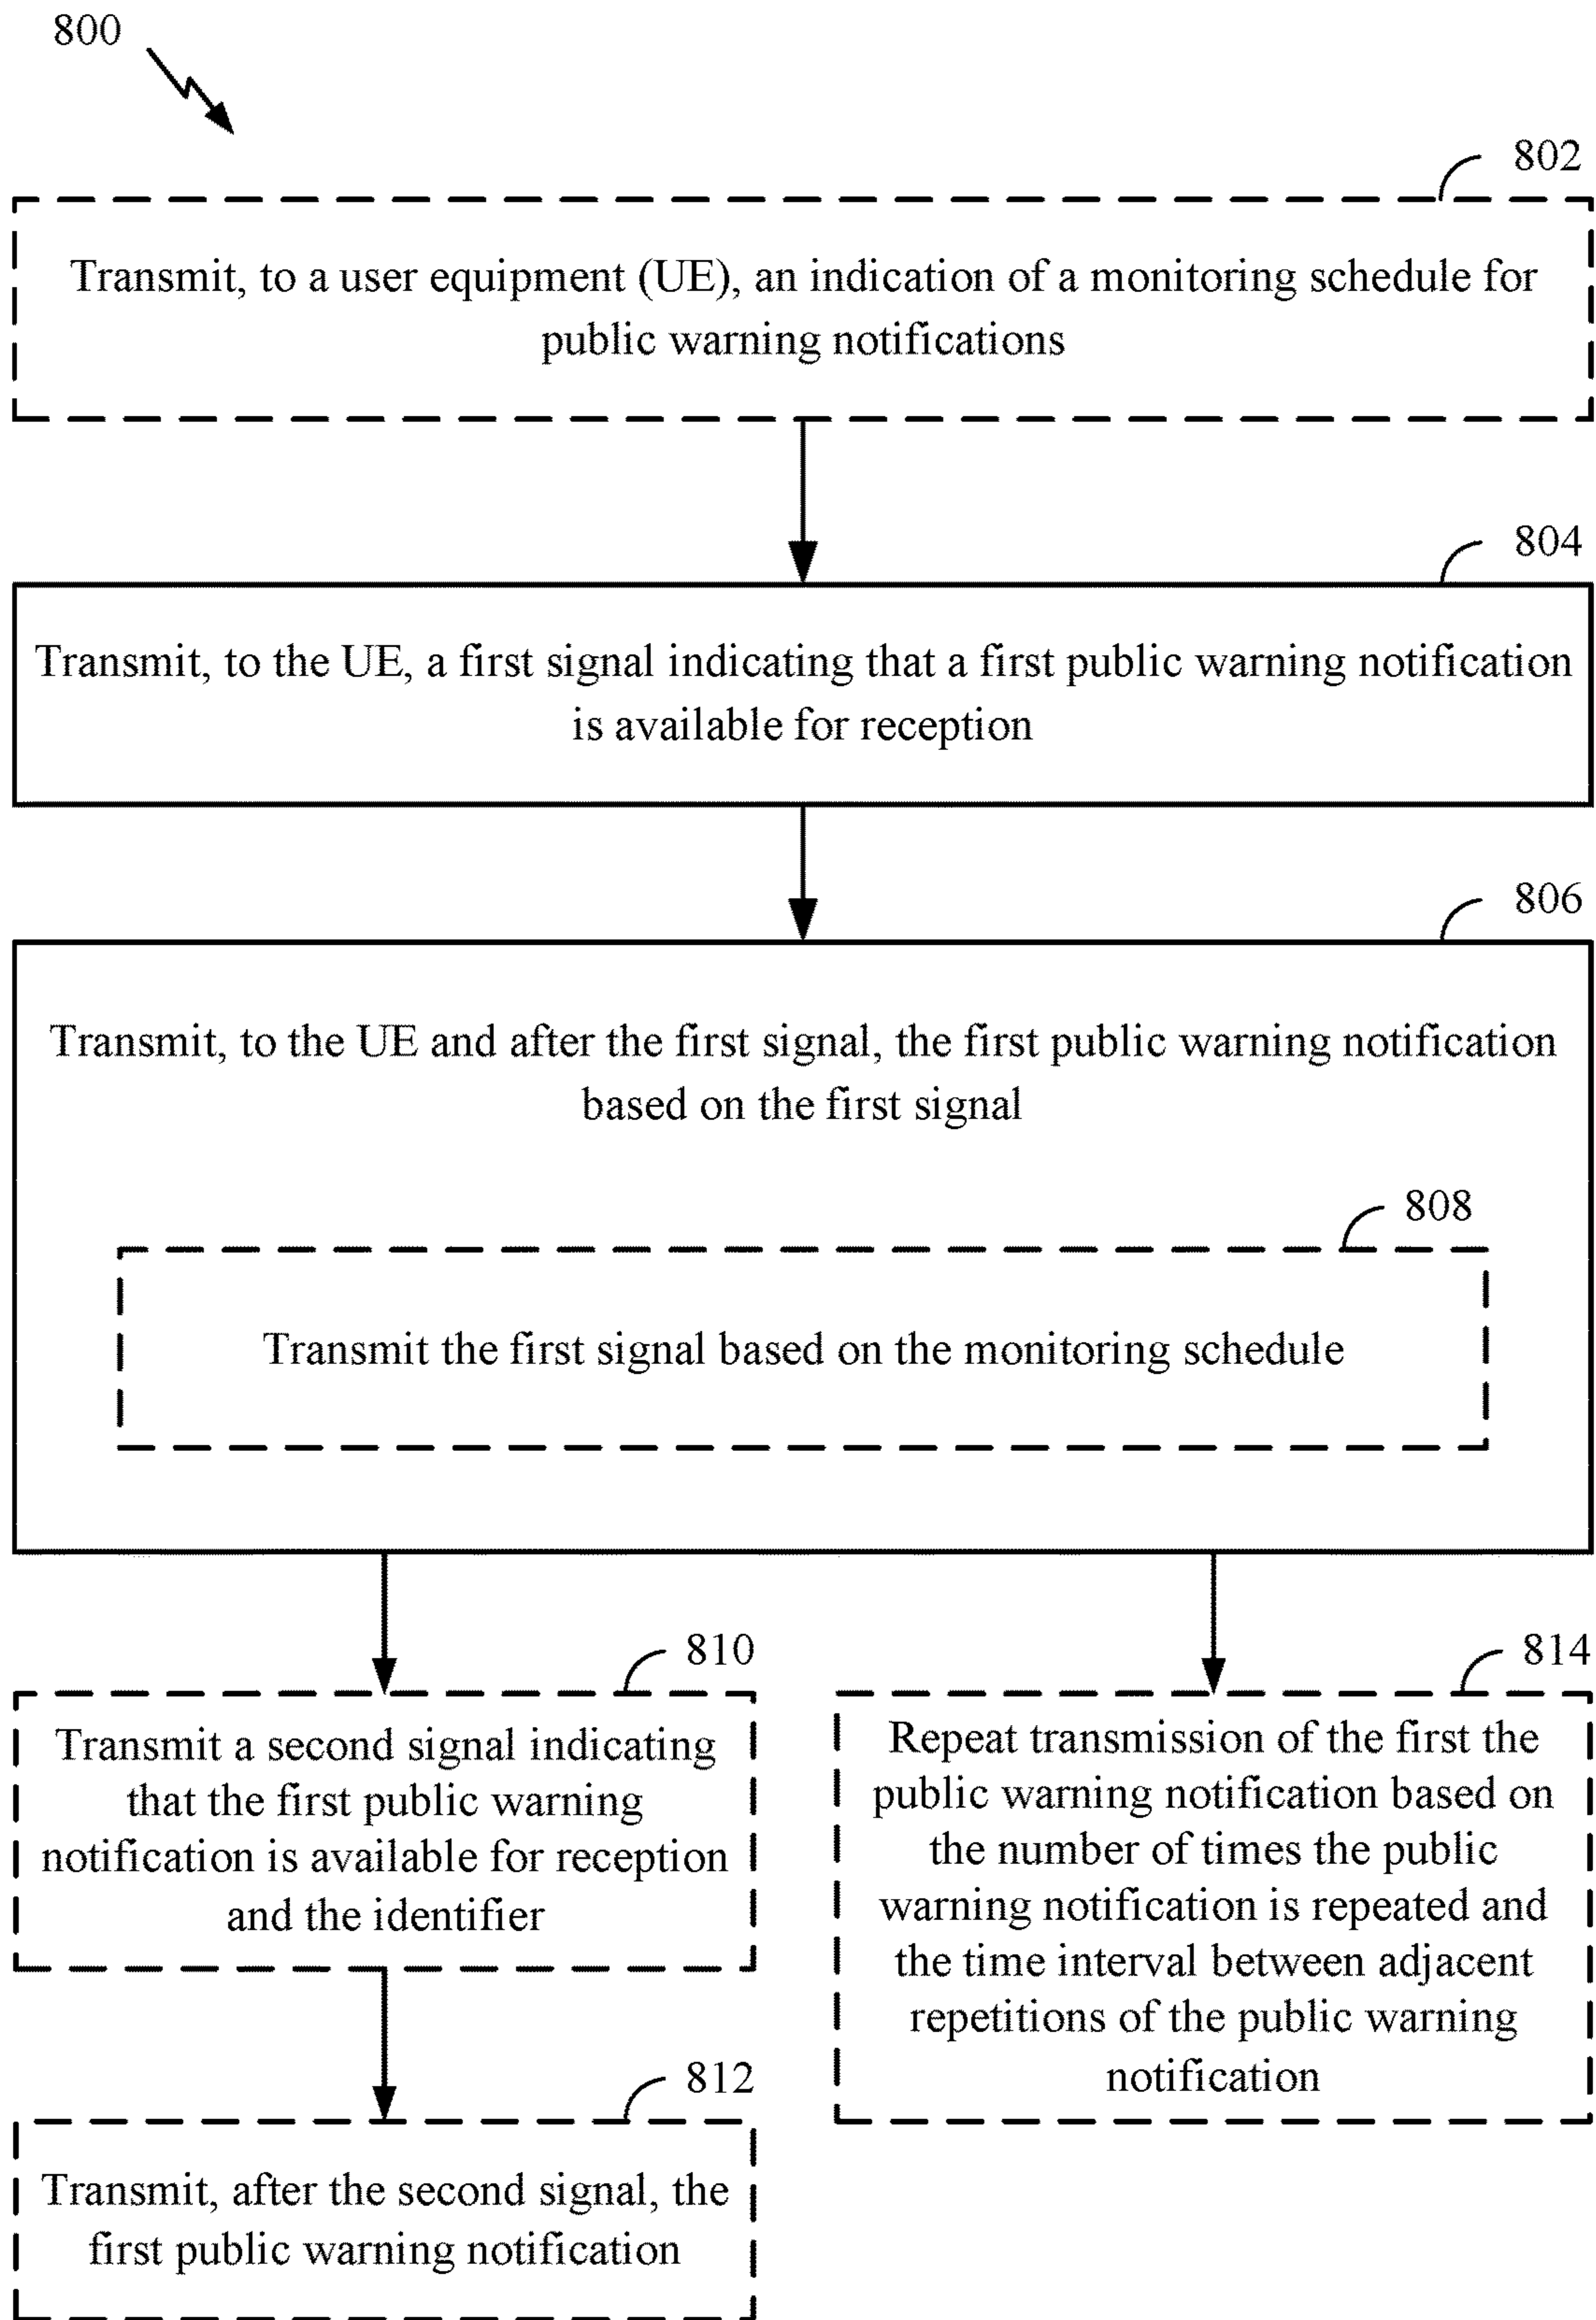 800
802
Transmit, to a user equipment (UE), an indication of a monitoring schedule for
public warning notifications
804
Transmit, to the UE, a first signal indicating that a first public warning notification
is available for reception
806
Transmit, to the UE and after the first signal, the first public warning notification
based on the first signal
808
Transmit the first signal based on the monitoring schedule
810
Transmit a second signal indicating
that the first public warning
notification is available for reception
and the identifier
812
Transmit, after the second signal, the
first public warning notification
814
Repeat transmission of the first the
public warning notification based on
the number of times the public
warning notification is repeated and
the time interval between adjacent
repetitions of the public warning
notification